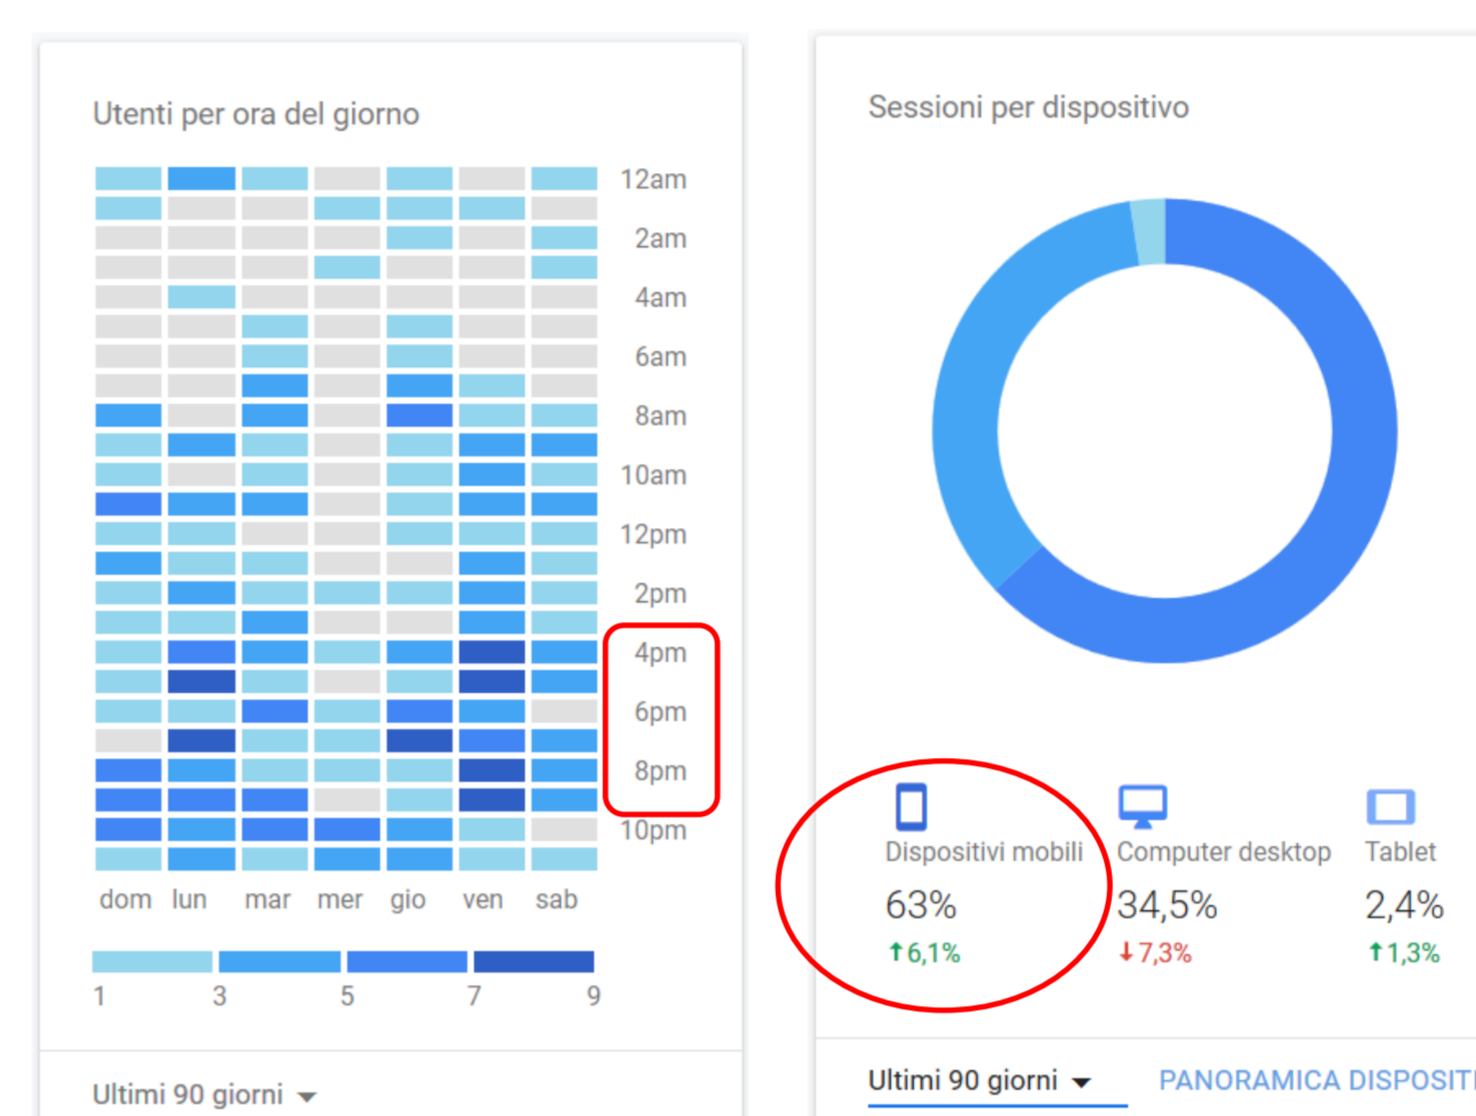 Utenti per ora del giorno
12am
2am
4am
6am
8am
10am
12pm
2pm
4pm
6pm
8pm
10pm
dom lun mar mer gio ven sab
1 3 5 7 9
Ultimi 90 giorni
Sessioni per dispositivo
Dispositivi mobili Computer desktop Tablet
63% 34,5% 2,4%
6,1% 7,3% 1,3%
Ultimi 90 giorni PANORAMICA DISPOSITI